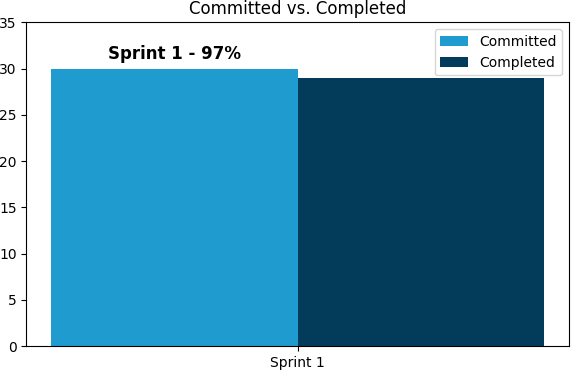 Committed vs. Completed
35
30
25
20
15
10
5
0
Sprint 1 - 97%
Committed
Completed
Sprint 1